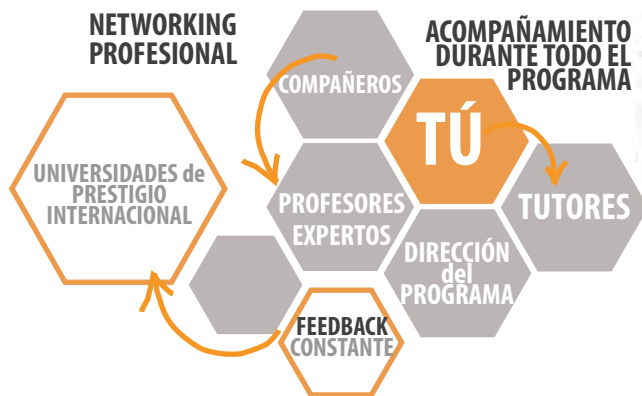 NETWORKING
PROFESIONAL
ACOMPAÑAMIENTO
DURANTE TODO EL
PROGRAMA
COMPAÑEROS
TÚ
UNIVERSIDADES de
PRESTIGIO
INTERNACIONAL
PROFESORES
EXPERTOS
TUTORES
DIRECCIÓN
del
PROGRAMA
FEEDBACK
CONSTANTE